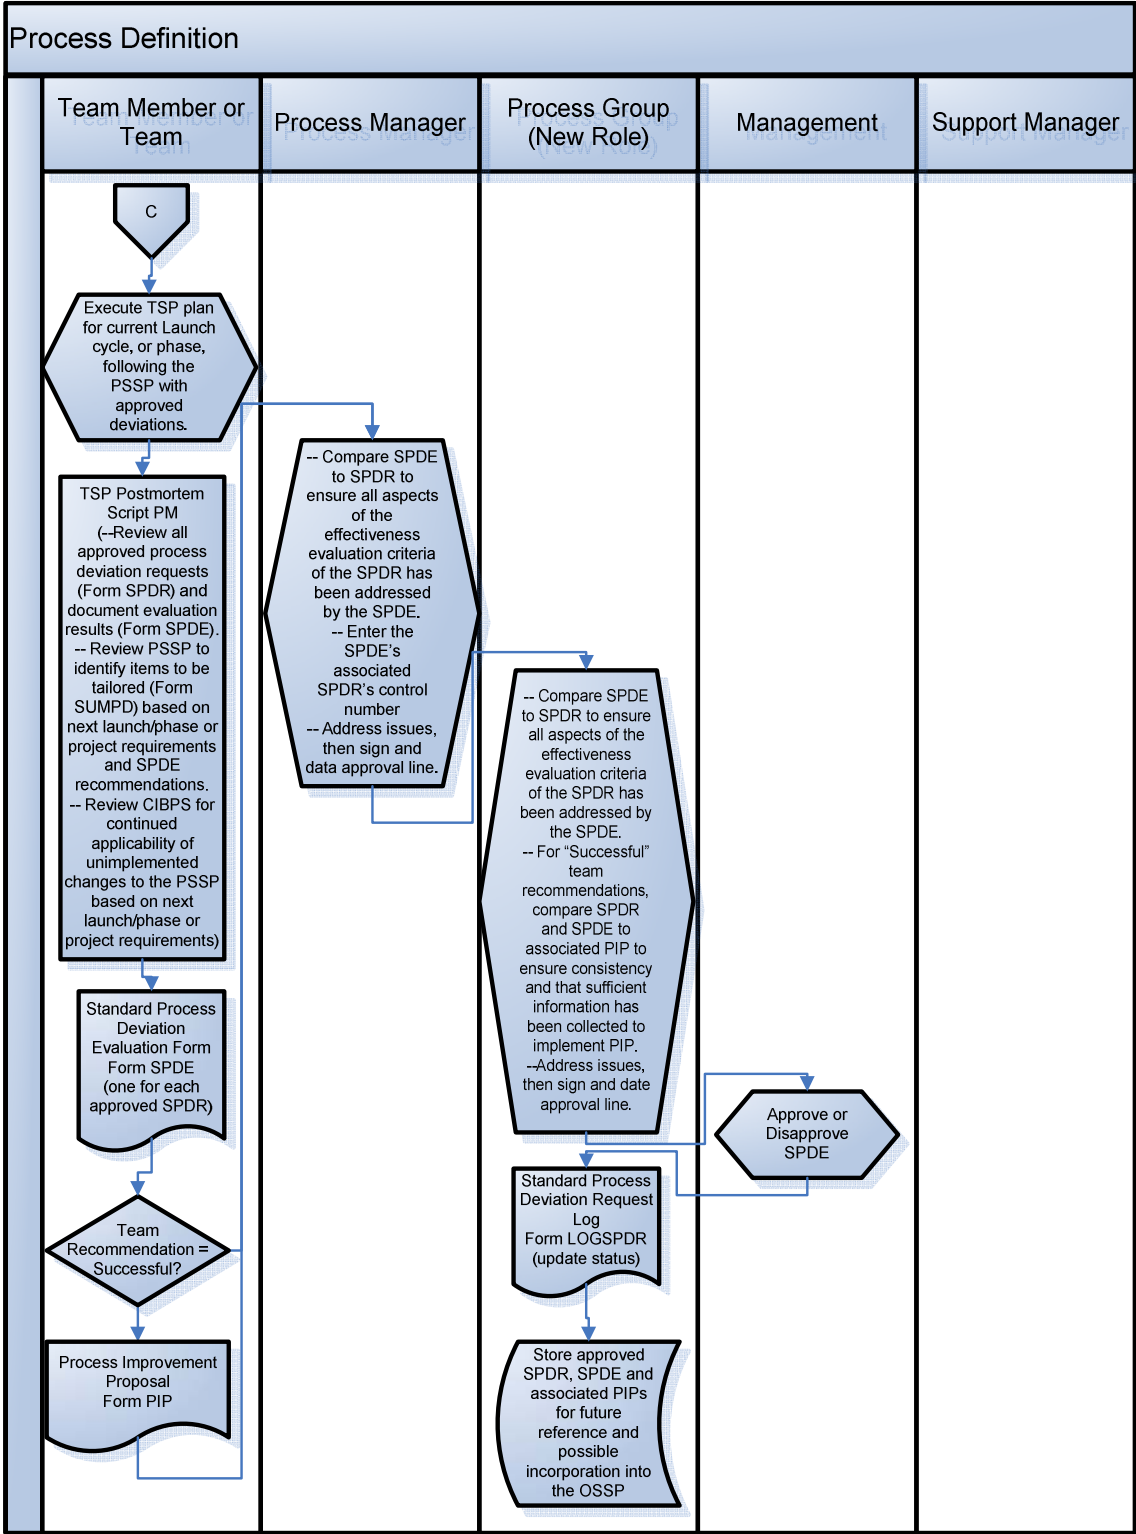 Process Definition
Team Member or
Team
Process Manager
Process Group
(New Role)
Management
Support Manager
C
Execute TSP plan
for current Launch
cycle, or phase,
following the
PSSP with
approved
deviations.
TSP Postmortem
Script PM
(--Review all
approved process
deviation requests
(Form SPDR) and
document evaluation
results (Form SPDE).
-- Review PSSP to
identify items to be
tailored (Form
SUMPD) based on
next launch/phase or
project requirements
and SPDE
recommendations.
-- Review CIBPS for
continued
applicability of
unimplemented
changes to the PSSP
based on next
launch/phase or
project requirements)
Standard Process
Deviation
Evaluation Form
Form SPDE
(one for each
approved SPDR)
Team
Recommendation =
Successful?
Process Improvement
Proposal
Form PIP
-- Compare SPDE
to SPDR to
ensure all aspects
of the
effectiveness
evaluation criteria
of the SPDR has
been addressed
by the SPDE.
-- Enter the
SPDE's
associated
SPDR's control
number
-- Address issues,
then sign and
data approval line.
-- Compare SPDE
to SPDR to ensure
all aspects of the
effectiveness
evaluation criteria
of the SPDR has
been addressed by
the SPDE.
-- For “Successful”
team
recommendations,
compare SPDR
and SPDE to
associated PIP to
ensure consistency
and that sufficient
information has
been collected to
implement PIP.
--Address issues,
then sign and date
approval line.
Approve or
Disapprove
SPDE
Standard Process
Deviation Request
Log
Form LOGSPDR
(update status)
Store approved
SPDR, SPDE and
associated PIPs
for future
reference and
possible
incorporation into
the OSSP